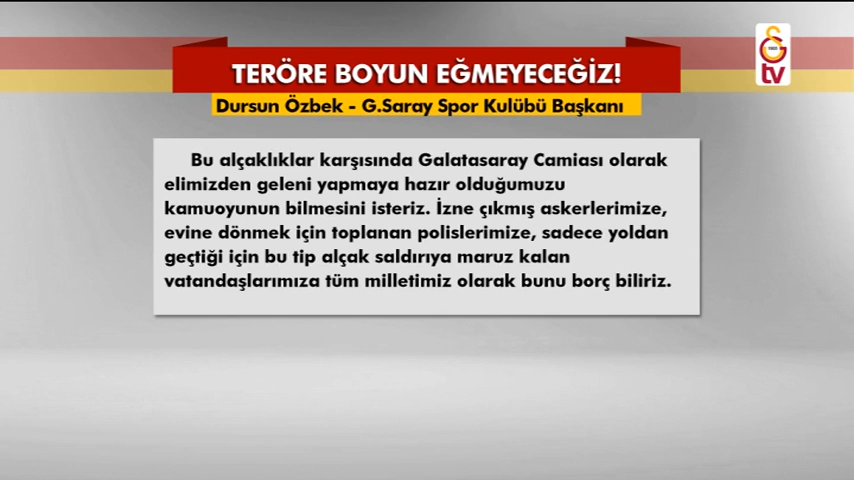 TERÖRE BOYUN EĞMEYECEĞİZ!
tv
Dursun Özbek - G.Saray Spor Kulübü Başkanı
Bu alçaklıklar karşısında Galatasaray Camiası olarak
elimizden geleni yapmaya hazır olduğumuzu
kamuoyunun bilmesini isteriz. İzne çıkmış askerlerimize,
evine dönmek için toplanan polislerimize, sadece yoldan
geçtiği için bu tip alçak saldırıya maruz kalan
vatandaşlarımıza tüm milletimiz olarak bunu borç biliriz.